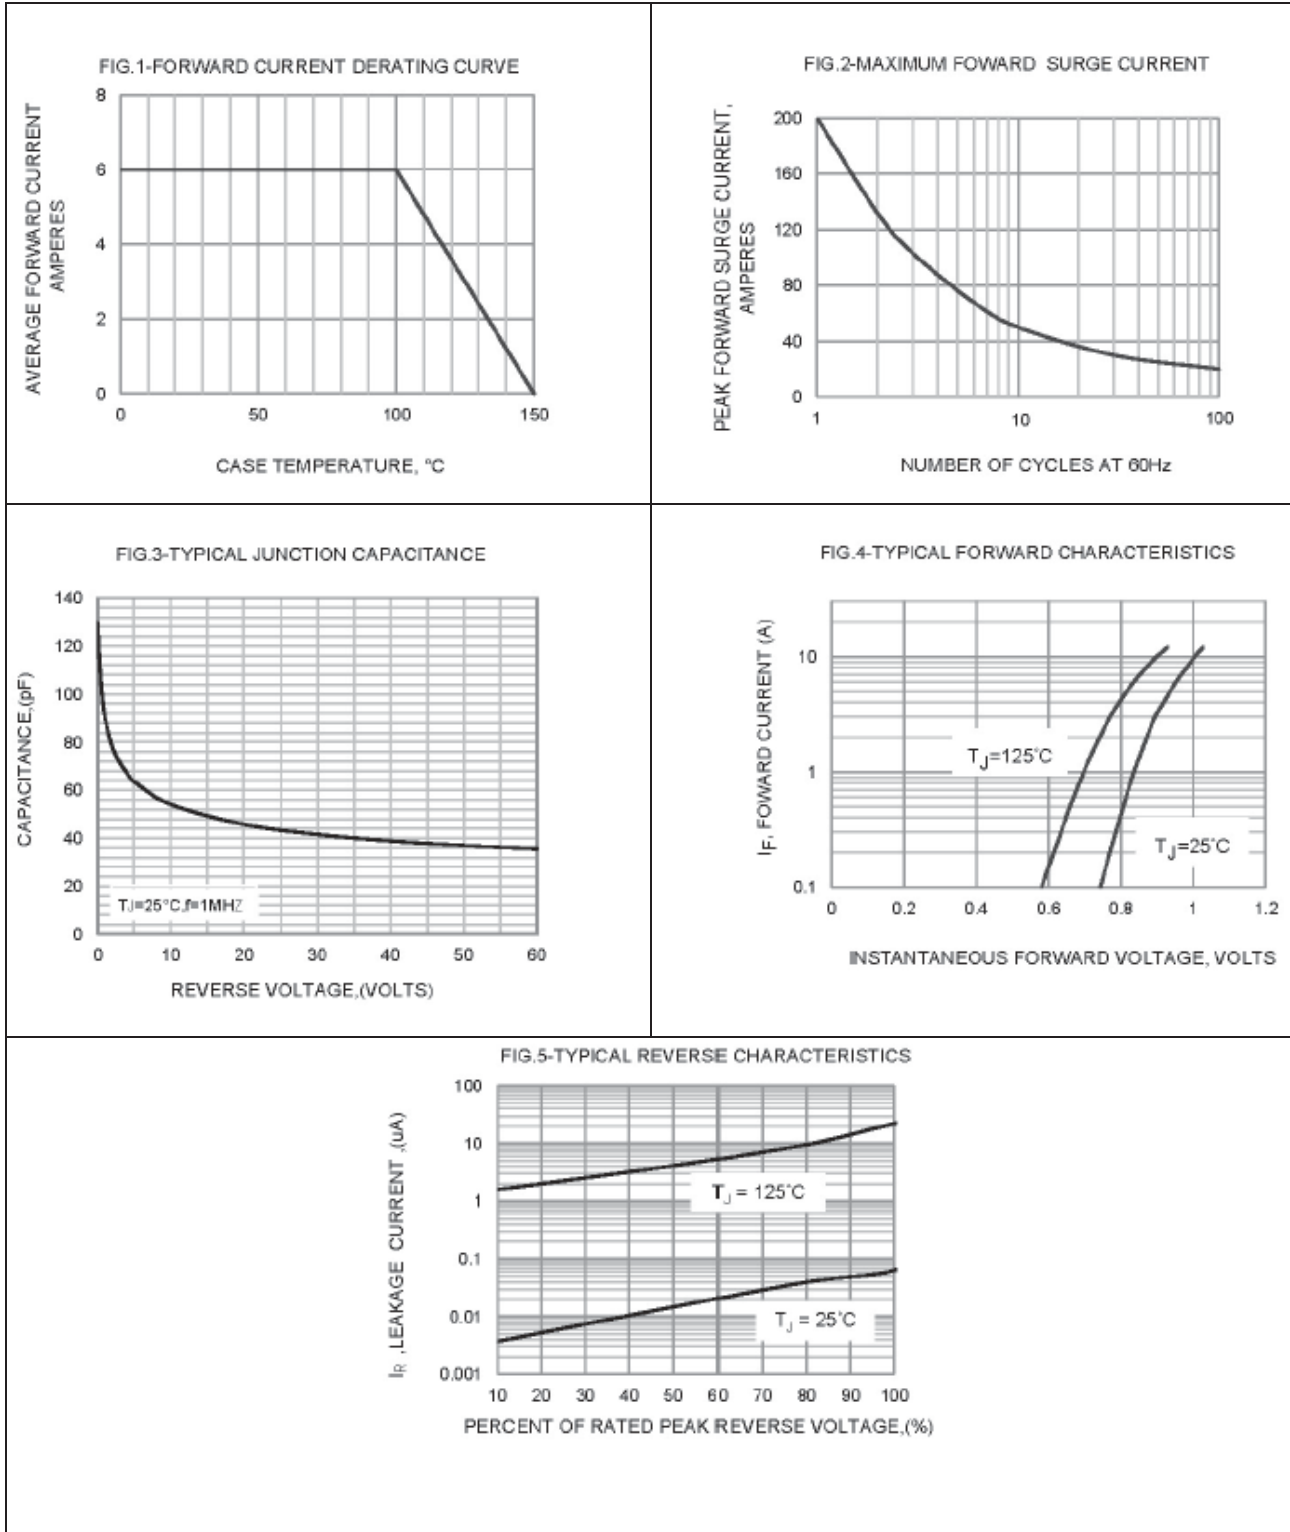 FIG.1-FORWARD CURRENT DERATING CURVE
AVERAGE FORWARD CURRENT
AMPERES
8
6
4
2
0
0 50 100 150
CASE TEMPERATURE, °C
FIG.2-MAXIMUM FOWARD SURGE CURRENT
PEAK FORWARD SURGE CURRENT,
AMPERES
200
160
120
80
40
0
1 10 100
NUMBER OF CYCLES AT 60Hz
FIG.3-TYPICAL JUNCTION CAPACITANCE
CAPACITANCE,(pF)
140
120
100
80
60
40
20
0
TJ=25°C,f=1MHZ
0 10 20 30 40 50 60
REVERSE VOLTAGE,(VOLTS)
FIG.4-TYPICAL FORWARD CHARACTERISTICS
IF, FOWARD CURRENT (A)
10
1
0.1
TJ=125°C
TJ=25°C
0 0.2 0.4 0.6 0.8 1 1.2
INSTANTANEOUS FORWARD VOLTAGE, VOLTS
FIG.5-TYPICAL REVERSE CHARACTERISTICS
IR ,LEAKAGE CURRENT ,(uA)
100
10
1
0.1
0.01
0.001
TJ = 125°C
TJ = 25°C
10 20 30 40 50 60 70 80 90 100
PERCENT OF RATED PEAK REVERSE VOLTAGE,(%)